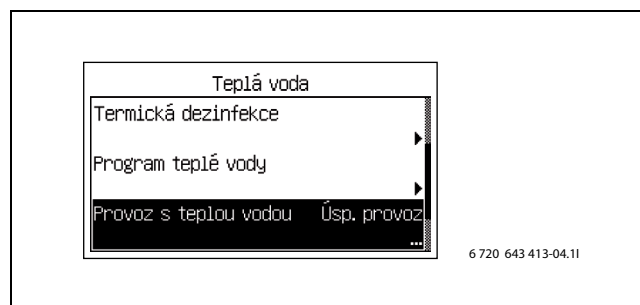 Teplá voda
Termická dezinfekce
Program teplé vody
Provoz s teplou vodou Úsp. provoz
...
6 720 643 413-04.1I